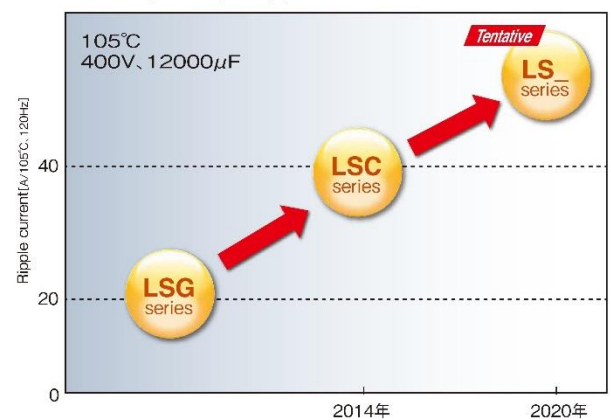 105℃
400V、12000μF
Tentative
LS_
series
LSC
series
LSG
series
Ripple current[A/105℃, 120Hz]
40
20
0
2014年
2020年